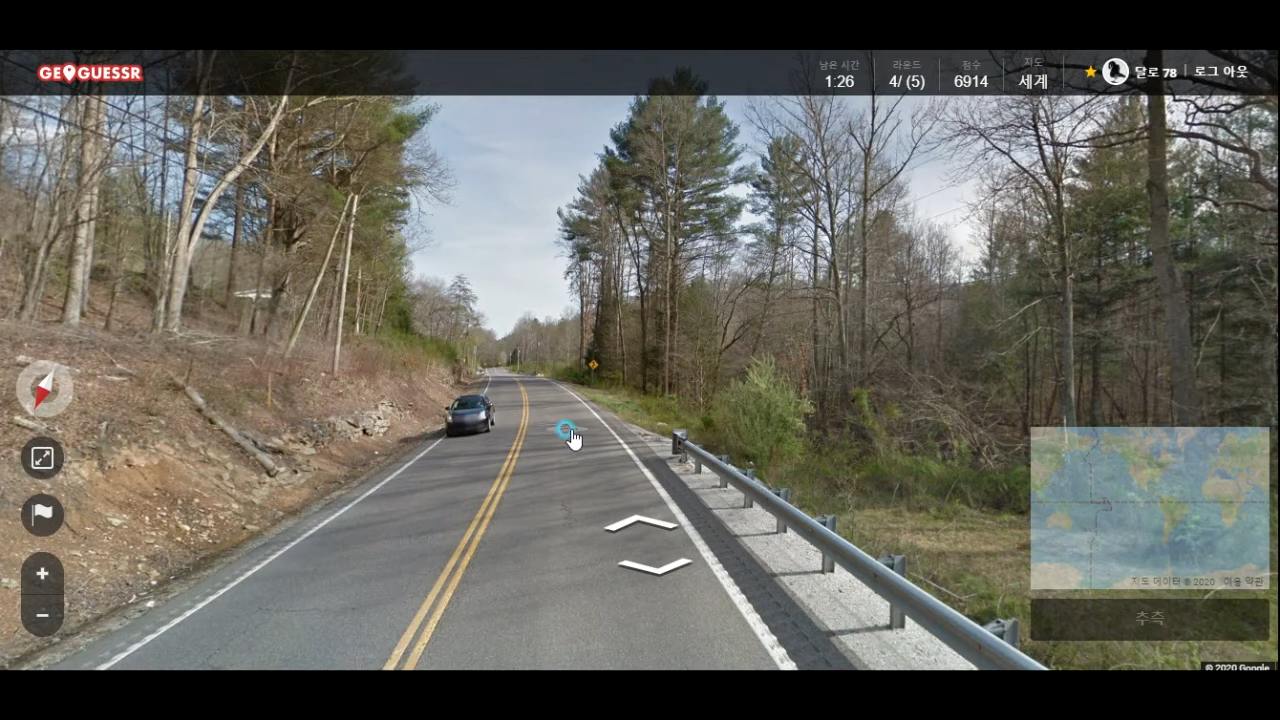 GEOGUESSR
남은 시간
1:26
라운드
4/ (5)
점수
6914
지도
세계
달로 78
로그 아웃
+
−
지도 데이터 © 2020 이용 약관
추측
© 2020 Google